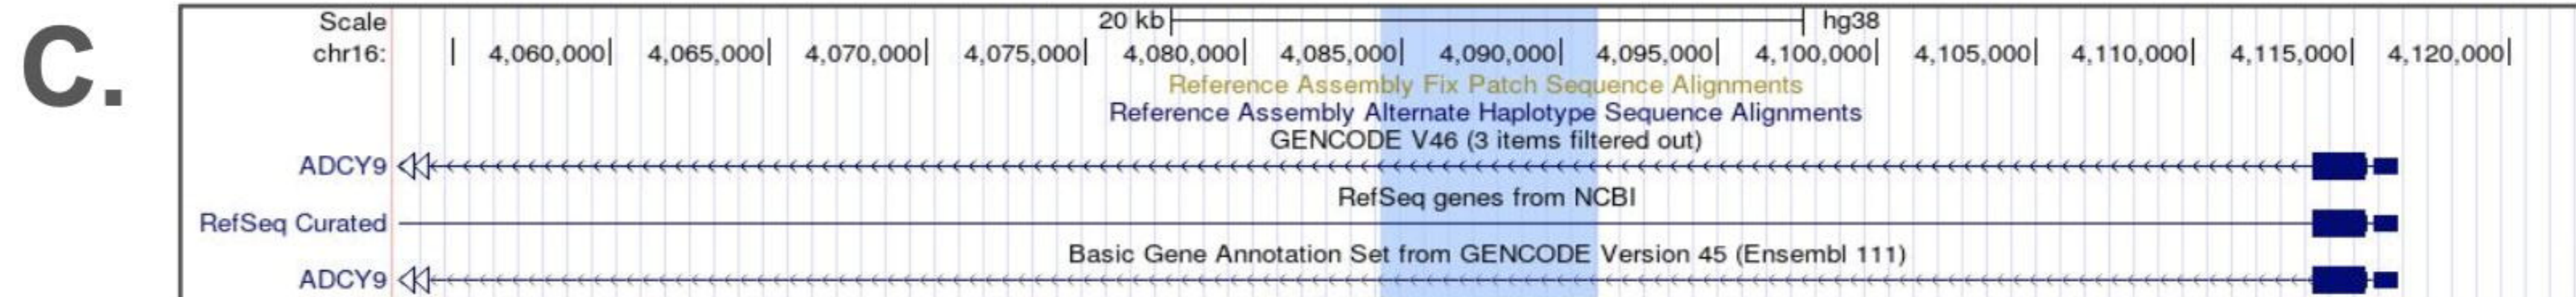 C.
Scale 20 kb hg38
chr16: 4,060,000 4,065,000 4,070,000 4,075,000 4,080,000 4,085,000 4,090,000 4,095,000 4,100,000 4,105,000 4,110,000 4,115,000 4,120,000
Reference Assembly Fix Patch Sequence Alignments
Reference Assembly Alternate Haplotype Sequence Alignments
GENCODE V46 (3 items filtered out)
ADCY9
RefSeq genes from NCBI
RefSeq Curated
Basic Gene Annotation Set from GENCODE Version 45 (Ensembl 111)
ADCY9